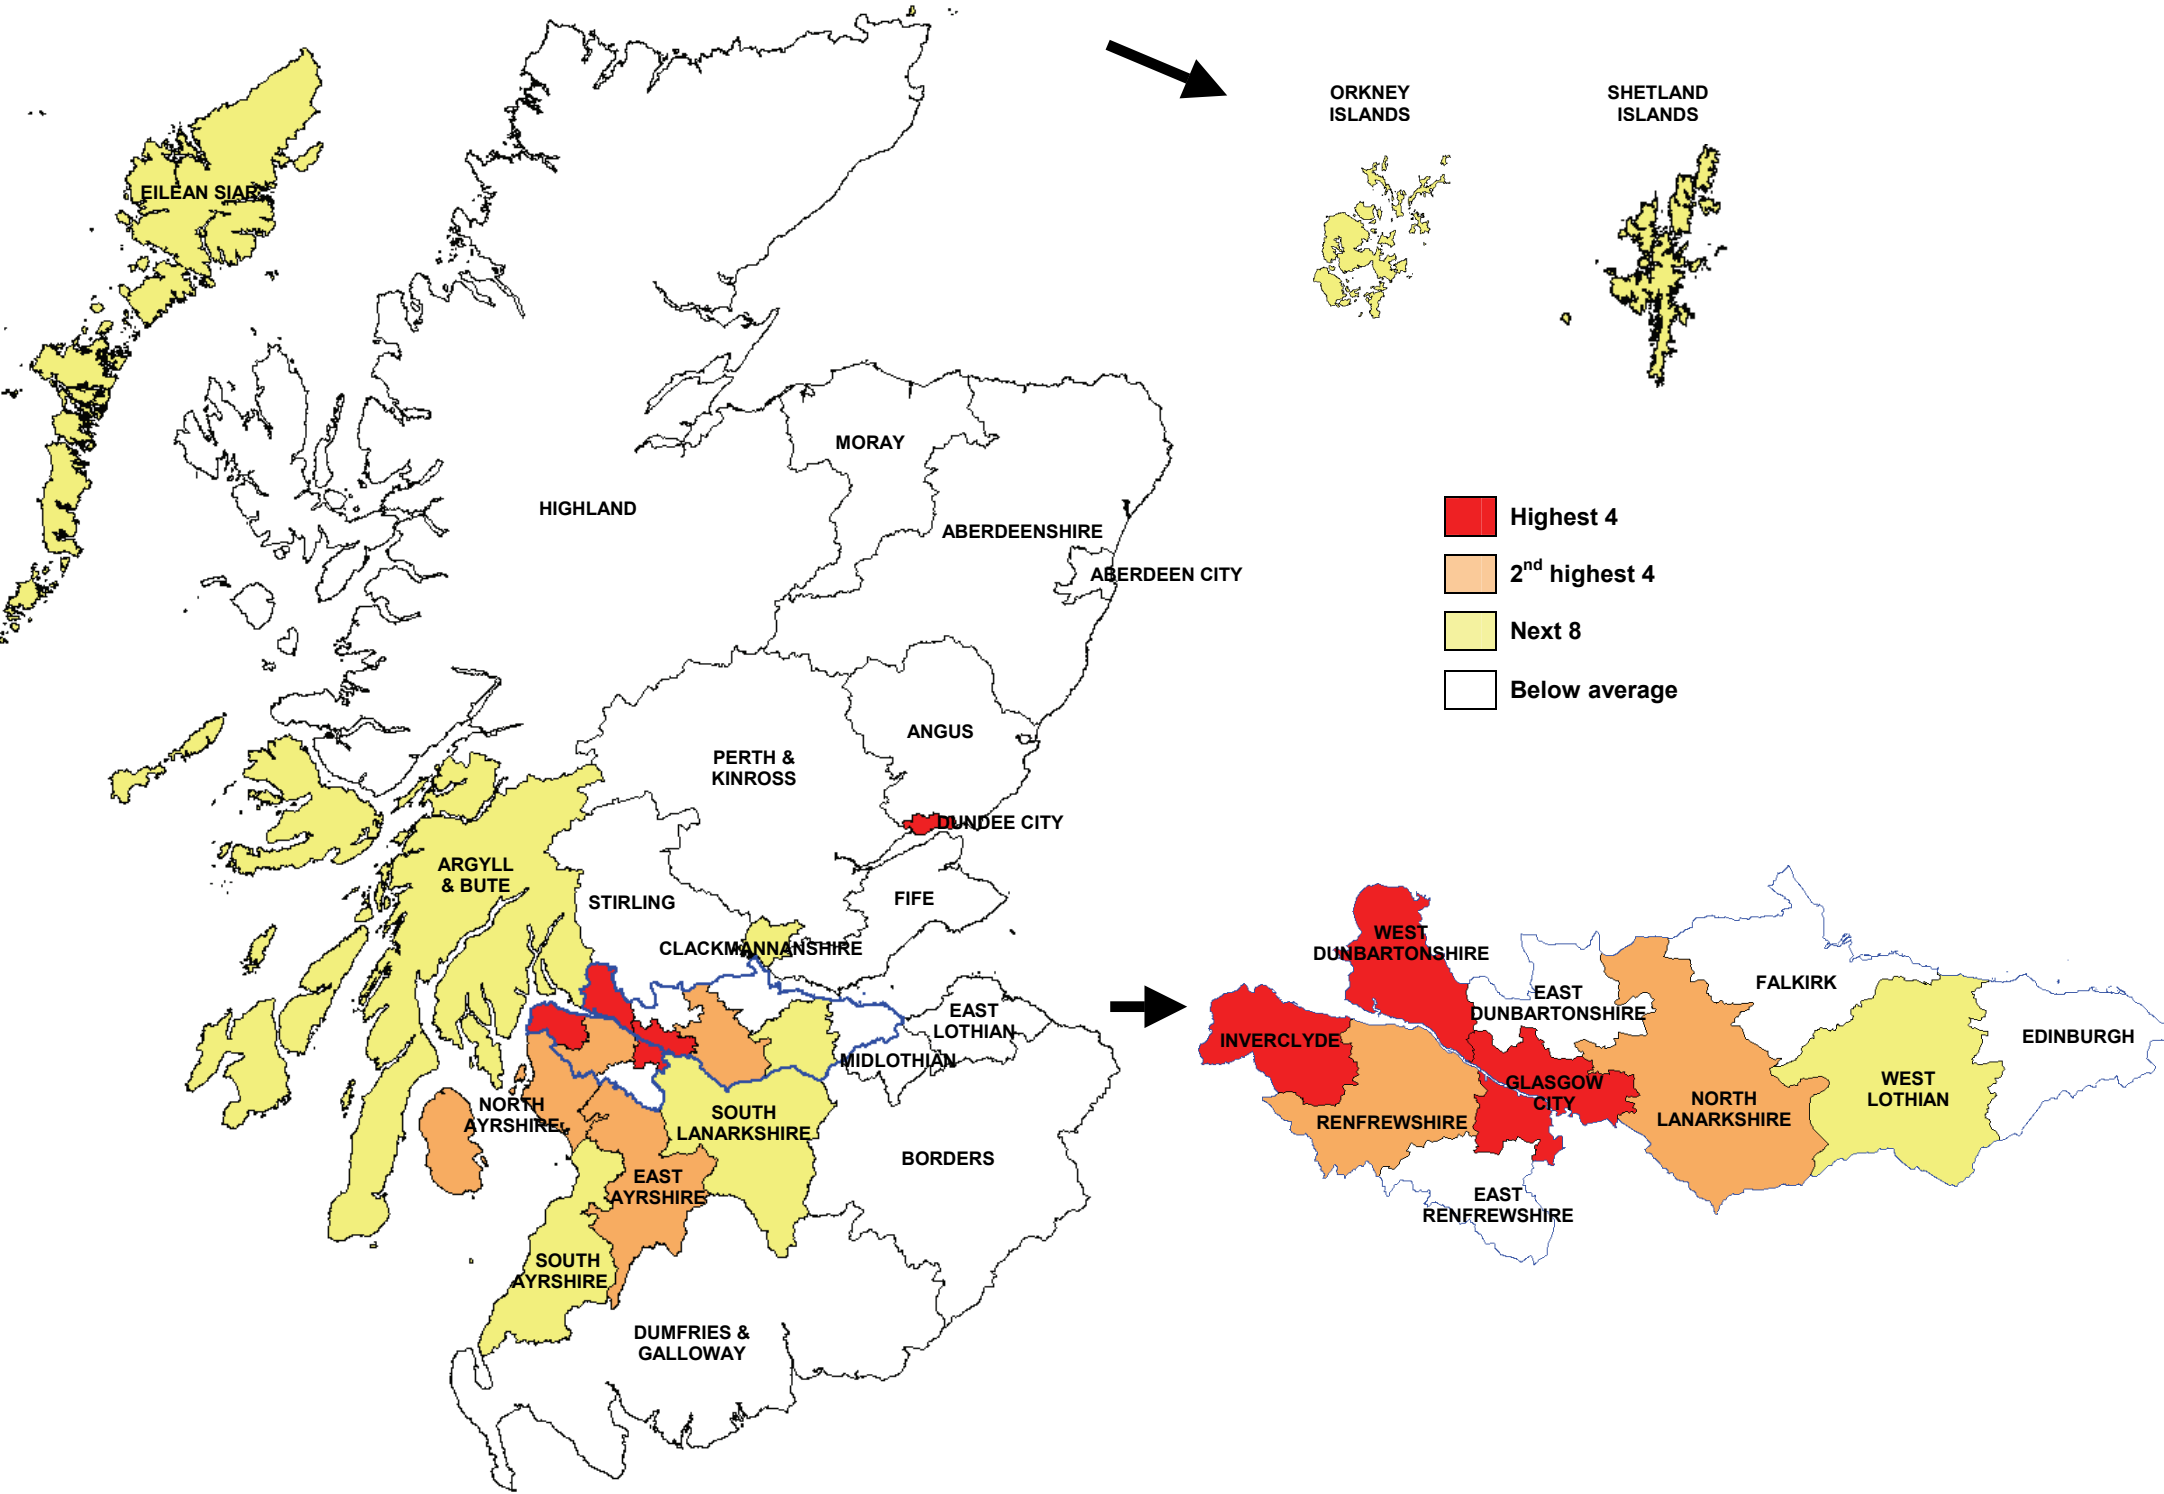 ORKNEY
ISLANDS
SHETLAND
ISLANDS
EILEAN SIAR
MORAY
HIGHLAND
ABERDEENSHIRE
ABERDEEN CITY
Highest 4
2nd highest 4
Next 8
Below average
ANGUS
PERTH &
KINROSS
DUNDEE CITY
ARGYLL
& BUTE
STIRLING
FIFE
CLACKMANNANSHIRE
EAST
LOTHIAN
MIDLOTHIAN
NORTH
AYRSHIRE
SOUTH
LANARKSHIRE
BORDERS
EAST
AYRSHIRE
SOUTH
AYRSHIRE
DUMFRIES &
GALLOWAY
WEST
DUNBARTONSHIRE
EAST
DUNBARTONSHIRE
FALKIRK
INVERCLYDE
EDINBURGH
GLASGOW
CITY
WEST
LOTHIAN
RENFREWSHIRE
NORTH
LANARKSHIRE
EAST
RENFREWSHIRE